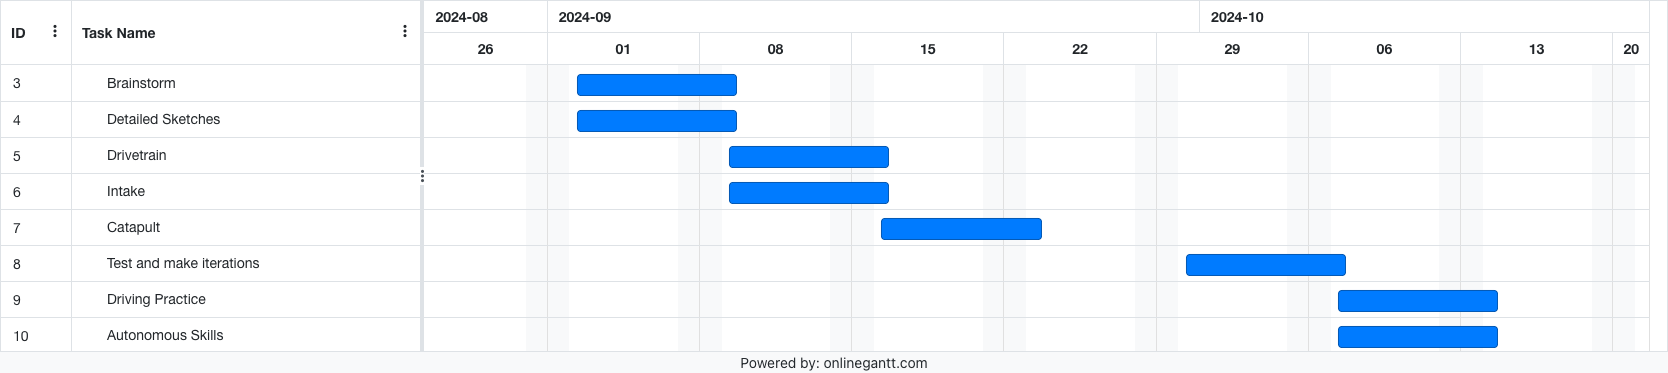 ID Task Name 2024-08 2024-09 2024-10
26 01 08 15 22 29 06 13 20
3 Brainstorm
4 Detailed Sketches
5 Drivetrain
6 Intake
7 Catapult
8 Test and make iterations
9 Driving Practice
10 Autonomous Skills
Powered by: onlinegantt.com